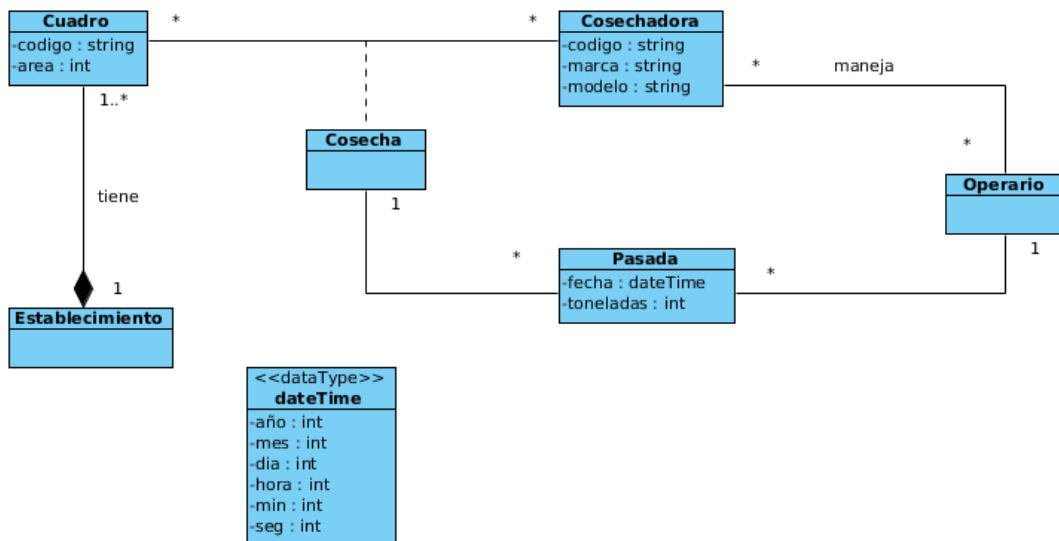 Cuadro
-codigo : string
-area : int
*
*
Cosechadora
-codigo : string
-marca : string
-modelo : string
*
maneja
*
1..*
Cosecha
1
tiene
Operario
1
*
Pasada
-fecha : dateTime
-toneladas : int
*
1
Establecimiento
<<dataType>>
dateTime
-año : int
-mes : int
-dia : int
-hora : int
-min : int
-seg : int